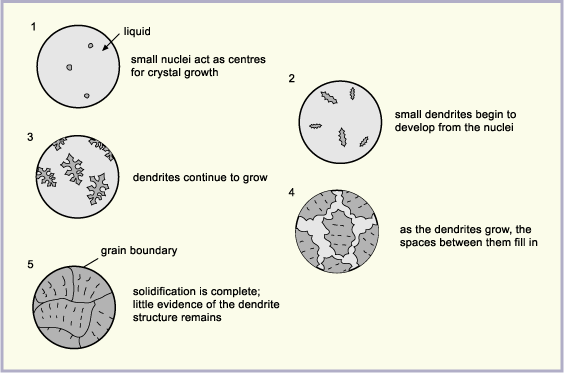 1
liquid
small nuclei act as centres
for crystal growth
2
small dendrites begin to
develop from the nuclei
3
dendrites continue to grow
4
as the dendrites grow, the
spaces between them fill in
5
grain boundary
solidification is complete;
little evidence of the dendrite
structure remains